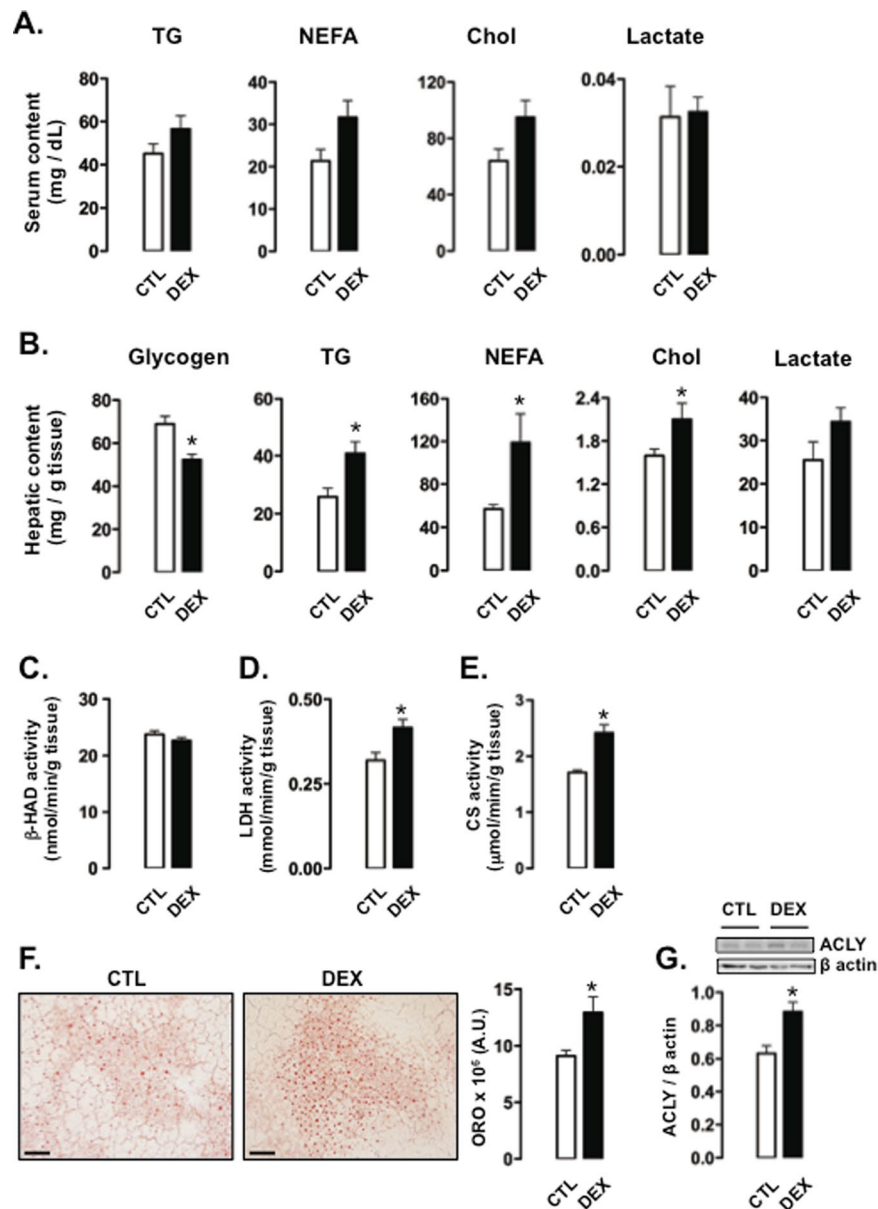 A.
TG NEFA Chol Lactate
Serum content
(mg / dL)
80
60
40
20
0
CTL DEX
40
30
20
10
0
CTL DEX
120
80
40
0
CTL DEX
0.04
0.02
0.00
CTL DEX
B.
Glycogen TG NEFA Chol Lactate
Hepatic content
(mg / g tissue)
80
60
40
20
0
*
CTL DEX
60
40
20
0
*
CTL DEX
160
120
80
40
0
*
CTL DEX
2.4
1.8
1.2
0.6
0.0
*
CTL DEX
40
30
20
10
0
CTL DEX
C.
β-HAD activity
(nmol/min/g tissue)
30
20
10
0
CTL DEX
D.
LDH activity
(mmol/mim/g tissue)
0.50
0.25
0.00
*
CTL DEX
E.
CS activity
(μmol/mim/g tissue)
3
2
1
0
*
CTL DEX
F.
CTL DEX
ORO x 10⁶ (A.U.)
15
10
5
0
*
CTL DEX
G.
CTL DEX
ACLY
β actin
ACLY / β actin
1.0
0.8
0.6
0.4
0.2
0.0
*
CTL DEX